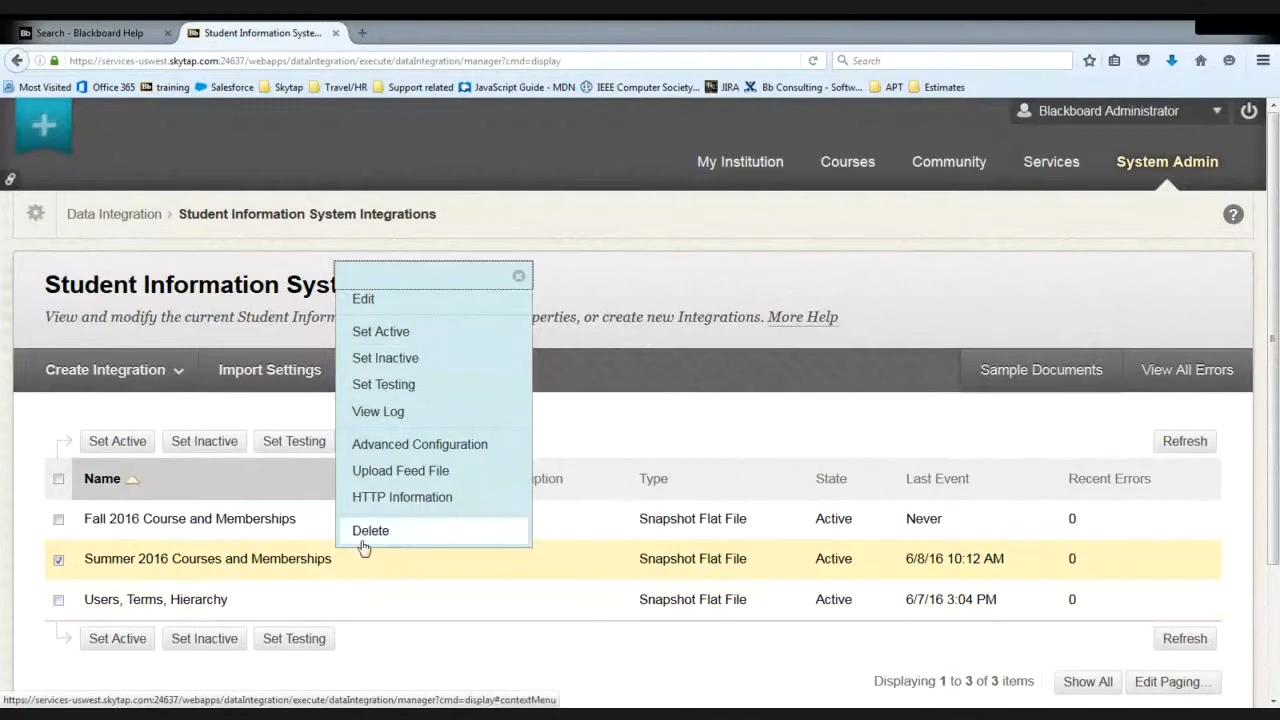 Bb Search - Blackboard Help × Bb Student Information Syste... × +
https://services-uswest.skytap.com:24637/webapps/dataIntegration/execute/dataIntegration/manager?cmd=display Search
Most Visited Office 365 Bb training Salesforce Skytap Travel/HR Support related JavaScript Guide - MDN IEEE Computer Society... JIRA Bb Consulting - Softw... APT Estimates
Blackboard Administrator
My Institution Courses Community Services System Admin
Data Integration Student Information System Integrations ?
Student Information Syst
View and modify the current Student Inform perties, or create new Integrations. More Help
Edit
Set Active
Set Inactive
Set Testing
View Log
Advanced Configuration
Upload Feed File
HTTP Information
Delete
Create Integration Import Settings Sample Documents View All Errors
Set Active Set Inactive Set Testing Refresh
Name ption Type State Last Event Recent Errors
Fall 2016 Course and Memberships Snapshot Flat File Active Never 0
Summer 2016 Courses and Memberships Snapshot Flat File Active 6/8/16 10:12 AM 0
Users, Terms, Hierarchy Snapshot Flat File Active 6/7/16 3:04 PM 0
Set Active Set Inactive Set Testing Refresh
Displaying 1 to 3 of 3 items Show All Edit Paging...
https://services-uswest.skytap.com:24637/webapps/dataIntegration/execute/dataIntegration/manager?cmd=display#contextMenu